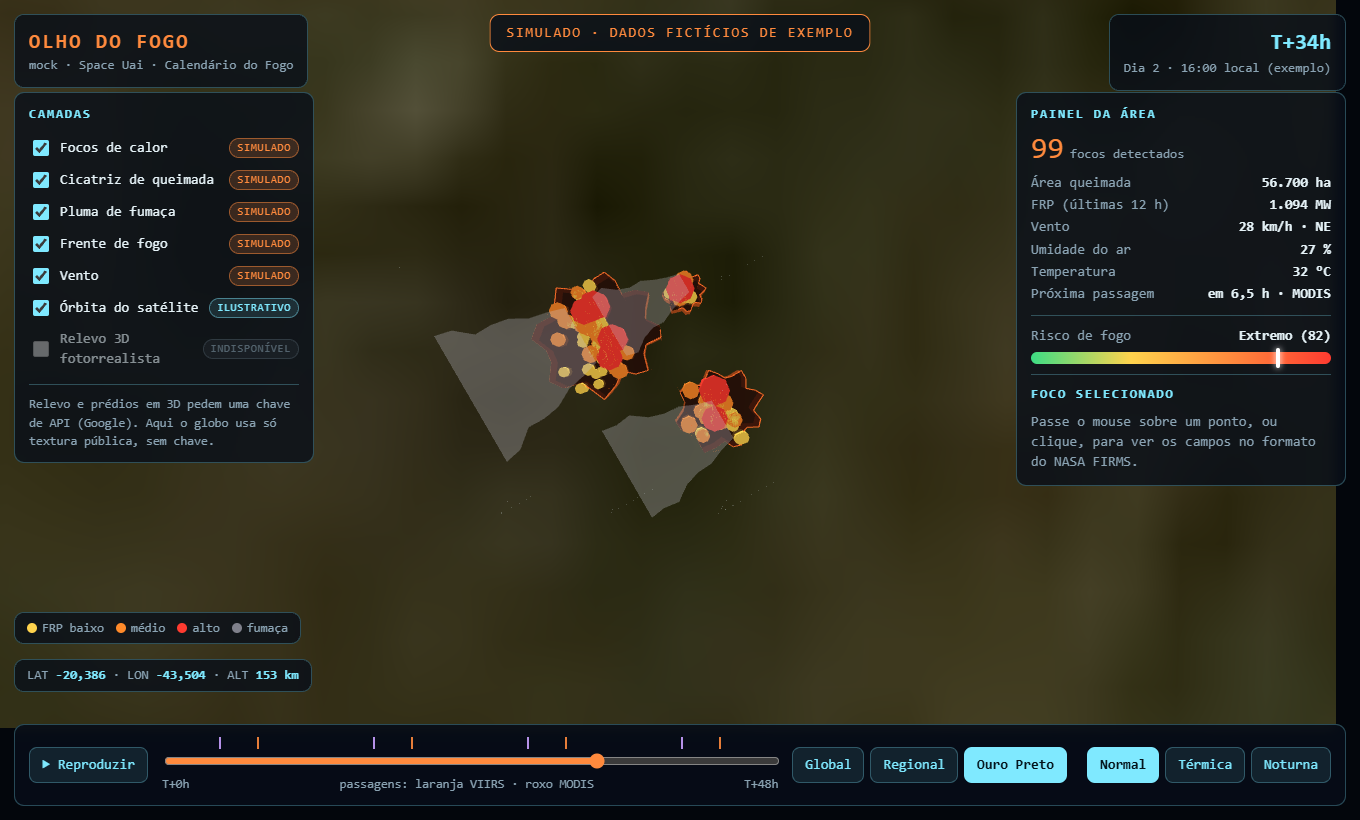 OLHO DO FOGO
mock · Space Uai · Calendário do Fogo
SIMULADO · DADOS FICTÍCIOS DE EXEMPLO
T+34h
Dia 2 · 16:00 local (exemplo)
CAMADAS
Focos de calor SIMULADO
Cicatriz de queimada SIMULADO
Pluma de fumaça SIMULADO
Frente de fogo SIMULADO
Vento SIMULADO
Órbita do satélite ILUSTRATIVO
Relevo 3D
fotorrealista INDISPONÍVEL
Relevo e prédios em 3D pedem uma chave
de API (Google). Aqui o globo usa só
textura pública, sem chave.
PAINEL DA ÁREA
99 focos detectados
Área queimada 56.700 ha
FRP (últimas 12 h) 1.094 MW
Vento 28 km/h · NE
Umidade do ar 27 %
Temperatura 32 ºC
Próxima passagem em 6,5 h · MODIS
Risco de fogo Extremo (82)
FOCO SELECIONADO
Passe o mouse sobre um ponto, ou
clique, para ver os campos no formato
do NASA FIRMS.
FRP baixo médio alto fumaça
LAT -20,386 · LON -43,504 · ALT 153 km
Reproduzir
T+0h passagens: laranja VIIRS · roxo MODIS T+48h
Global Regional Ouro Preto Normal Térmica Noturna